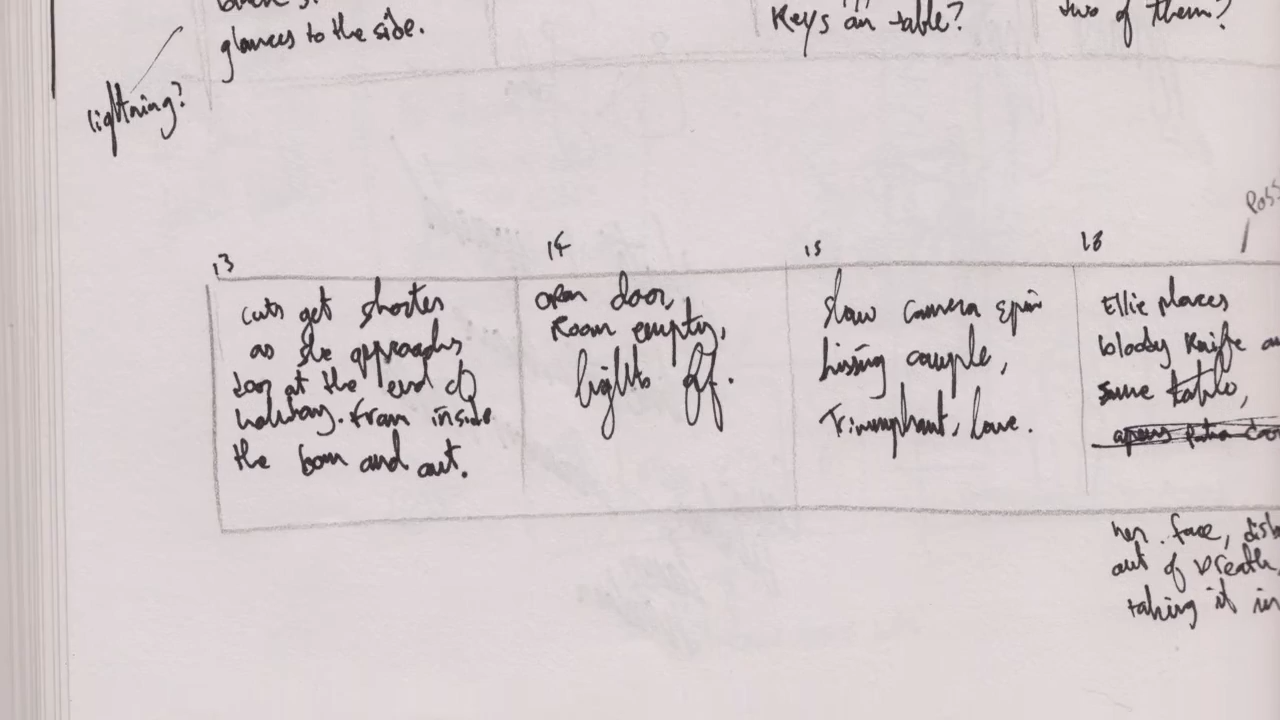 glances to the side.
Keys on table?
two of them?
lightning?
13
14
15
16
cuts get shorter
as she approaches
door at the end of
hallway. From inside
the room and out.
open door,
Room empty,
lights off.
Slow camera spin
kissing couple,
Triumphant, love.
Ellie places
bloody knife
same table,
opens patio
her face,
out of breath,
taking it in